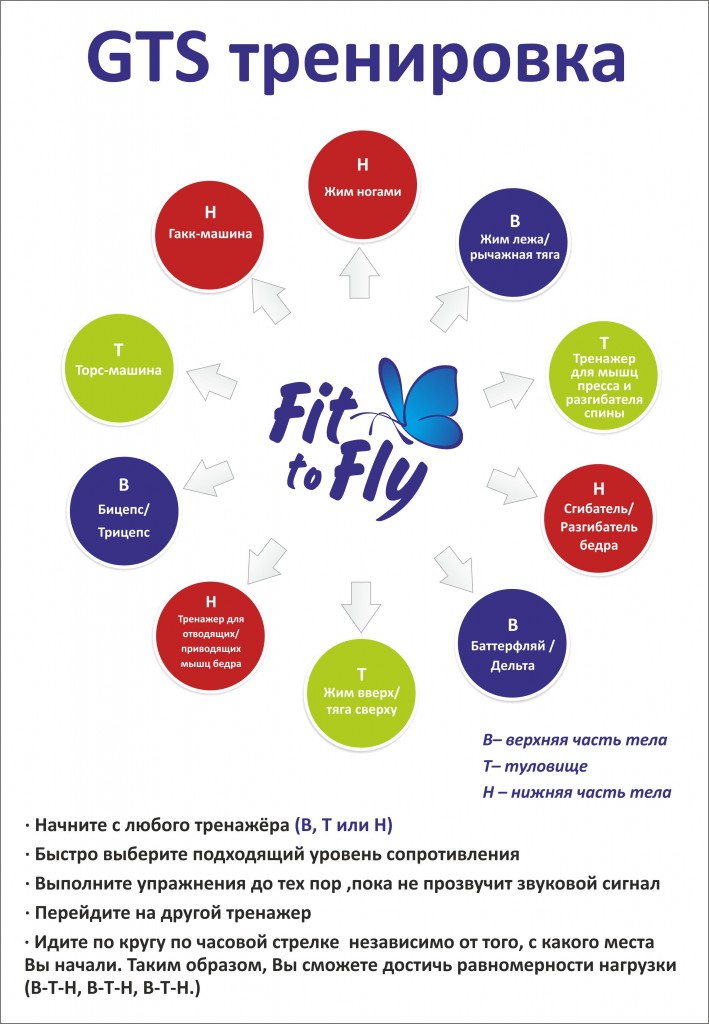 GTS тренировка
Н
Жим ногами
В
Жим лежа/
рычажная тяга
Т
Тренажер
для мышц
пресса и
разгибателя
спины
Н
Сгибатель/
Разгибатель
бедра
В
Баттерфляй /
Дельта
Т
Жим вверх/
тяга сверху
Н
Тренажер для
отводящих/
приводящих
мышц бедра
В
Бицепс/
Трицепс
Т
Торс-машина
Н
Гакк-машина
Fit
to Fly
В– верхняя часть тела
Т– туловище
Н – нижняя часть тела
· Начните с любого тренажёра (В, Т или Н)
· Быстро выберите подходящий уровень сопротивления
· Выполните упражнения до тех пор ,пока не прозвучит звуковой сигнал
· Перейдите на другой тренажер
· Идите по кругу по часовой стрелке  независимо от того, с какого места
Вы начали. Таким образом, Вы сможете достичь равномерности нагрузки
(В-Т-Н, В-Т-Н, В-Т-Н.)